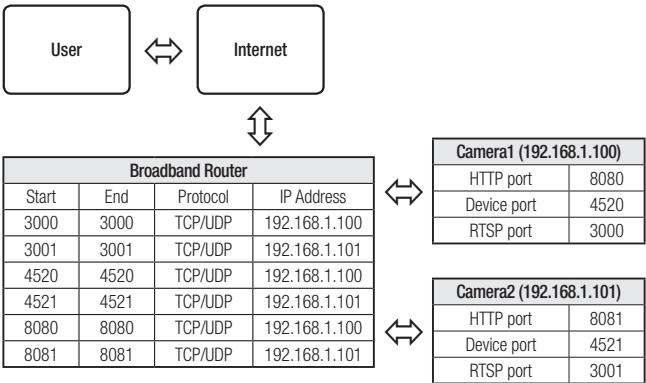 User
Internet
Broadband Router
Start End Protocol IP Address
3000 3000 TCP/UDP 192.168.1.100
3001 3001 TCP/UDP 192.168.1.101
4520 4520 TCP/UDP 192.168.1.100
4521 4521 TCP/UDP 192.168.1.101
8080 8080 TCP/UDP 192.168.1.100
8081 8081 TCP/UDP 192.168.1.101
Camera1 (192.168.1.100)
HTTP port 8080
Device port 4520
RTSP port 3000
Camera2 (192.168.1.101)
HTTP port 8081
Device port 4521
RTSP port 3001